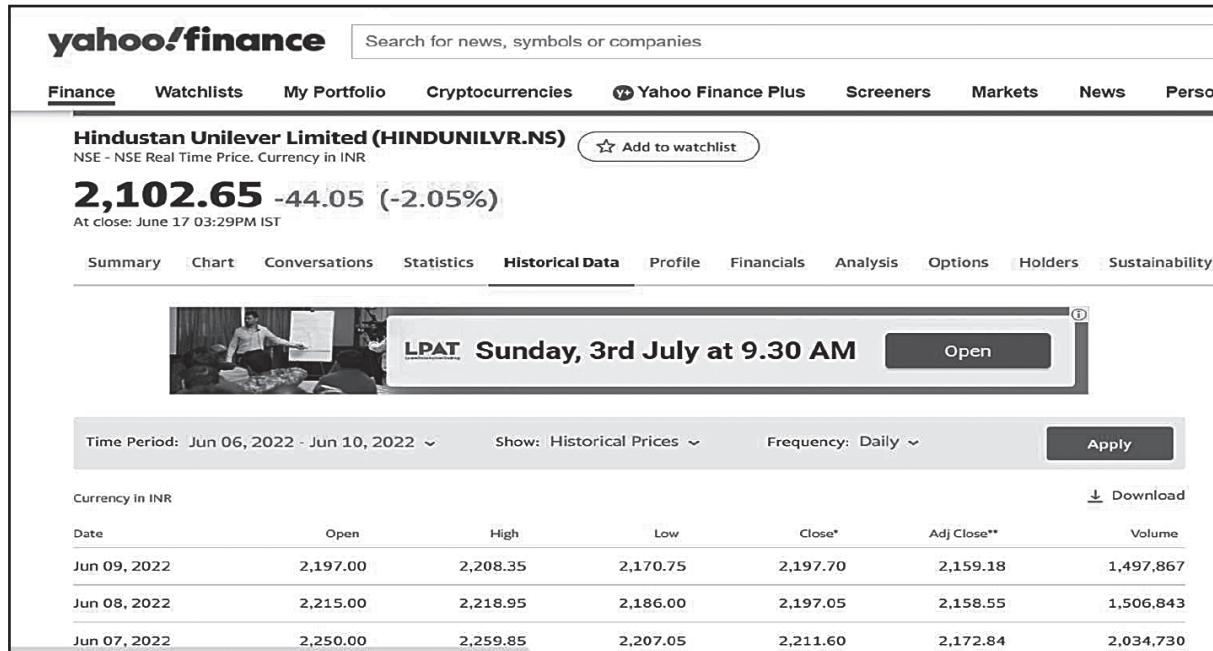 yahoo!finance Search for news, symbols or companies
Finance Watchlists My Portfolio Cryptocurrencies Y+ Yahoo Finance Plus Screeners Markets News Perso
Hindustan Unilever Limited (HINDUNILVR.NS) Add to watchlist
NSE - NSE Real Time Price. Currency in INR
2,102.65 -44.05 (-2.05%)
At close: June 17 03:29PM IST
Summary Chart Conversations Statistics Historical Data Profile Financials Analysis Options Holders Sustainability
LPAT Sunday, 3rd July at 9.30 AM Open
Time Period: Jun 06, 2022 - Jun 10, 2022 Show: Historical Prices Frequency: Daily Apply
Currency in INR Download
Date Open High Low Close* Adj Close** Volume
Jun 09, 2022 2,197.00 2,208.35 2,170.75 2,197.70 2,159.18 1,497,867
Jun 08, 2022 2,215.00 2,218.95 2,186.00 2,197.05 2,158.55 1,506,843
Jun 07, 2022 2,250.00 2,259.85 2,207.05 2,211.60 2,172.84 2,034,730